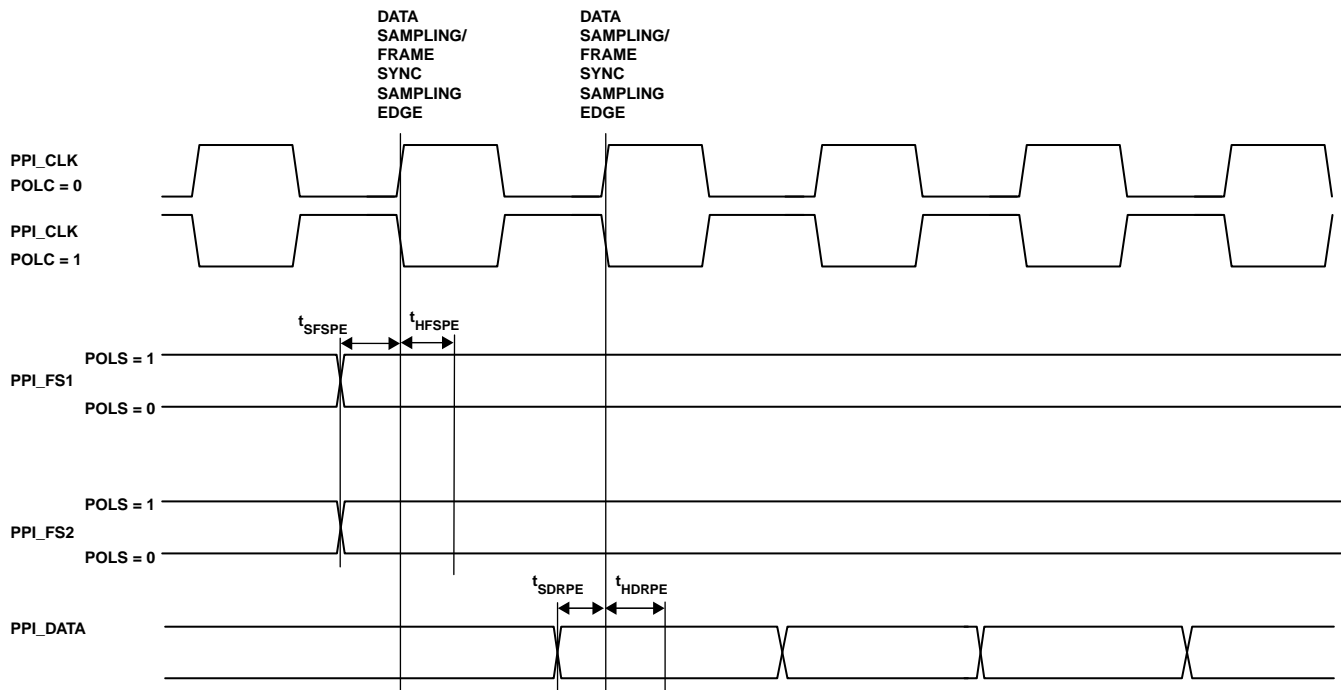 DATA
SAMPLING/
FRAME
SYNC
SAMPLING
EDGE
DATA
SAMPLING/
FRAME
SYNC
SAMPLING
EDGE
PPI_CLK
POLC = 0
PPI_CLK
POLC = 1
tSFSPE
tHFSPE
POLS = 1
PPI_FS1
POLS = 0
POLS = 1
PPI_FS2
POLS = 0
tSDRPE
tHDRPE
PPI_DATA